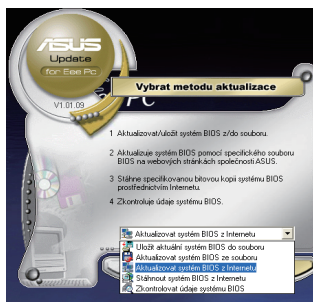 ASUS
Update
for Eee Pc
Vybrat metodu aktualizace
V1.01.09
PC
1 Aktualizovat/uložit systém BIOS z/do souboru.
2 Aktualizuje systém BIOS pomocí specifického souboru
BIOS na webových stránkách společnosti ASUS.
3 Stáhne specifikovanou bitovou kopii systému BIOS
prostřednictvím Internetu.
4 Zkontroluje údaje systému BIOS.
Aktualizovat systém BIOS z Internetu
Uložit aktuální systém BIOS do souboru
Aktualizovat systém BIOS ze souboru
Aktualizovat systém BIOS z Internetu
Stáhnout systém BIOS z Internetu
Zkontrolovat údaje systému BIOS